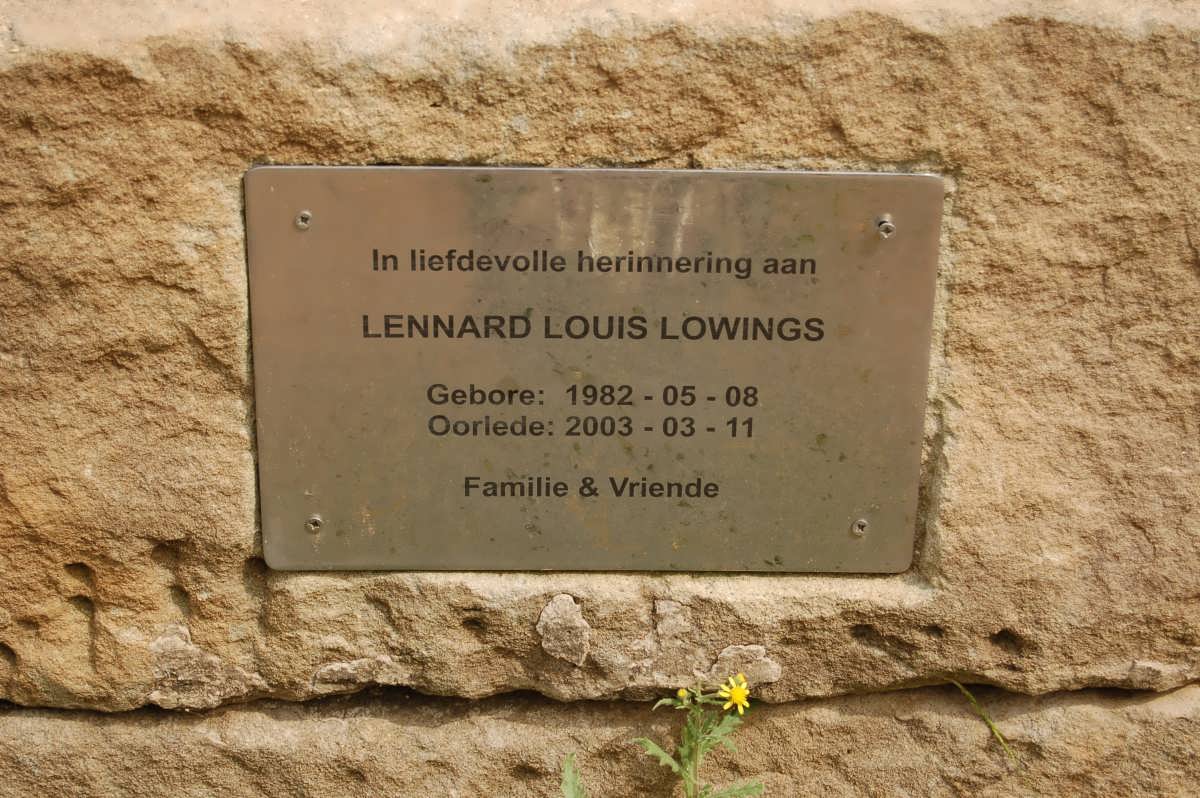 In liefdevolle herinnering aan
LENNARD LOUIS LOWINGS
Gebore: 1982 - 05 - 08
Oorlede: 2003 - 03 - 11
Familie & Vriende